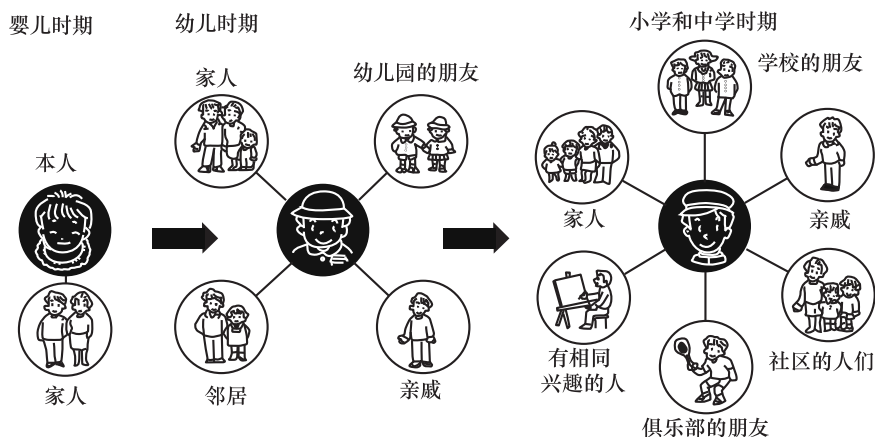 婴儿时期
本人
家人
幼儿时期
家人
幼儿园的朋友
邻居
亲戚
小学和中学时期
学校的朋友
家人
亲戚
有相同
兴趣的人
社区的人们
俱乐部的朋友